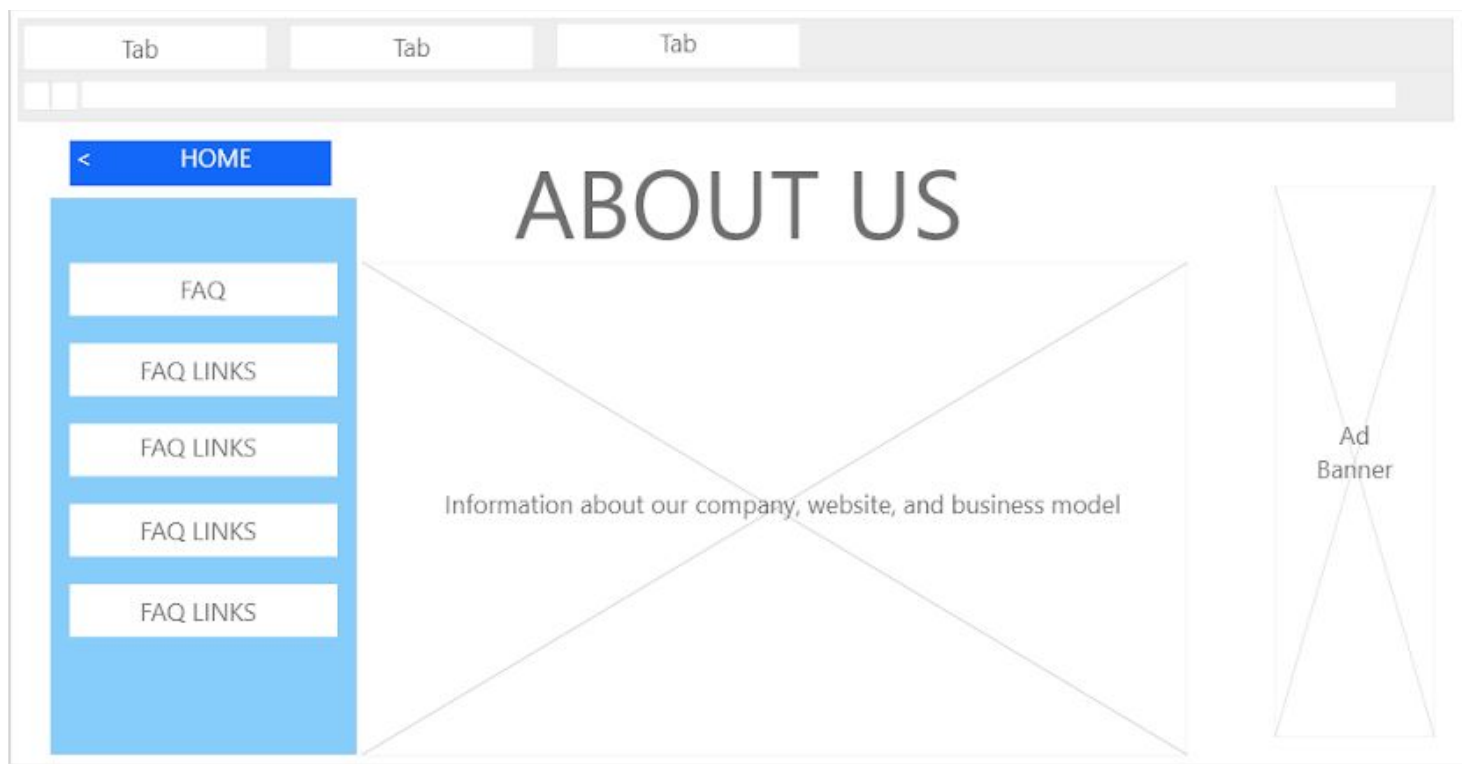 Tab
Tab
Tab
< HOME
ABOUT US
FAQ
FAQ LINKS
FAQ LINKS
FAQ LINKS
FAQ LINKS
Information about our company, website, and business model
Ad
Banner